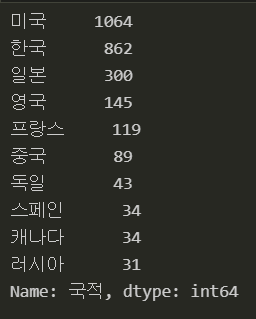 미국 1064
한국 862
일본 300
영국 145
프랑스 119
중국 89
독일 43
스페인 34
캐나다 34
러시아 31
Name: 국적, dtype: int64